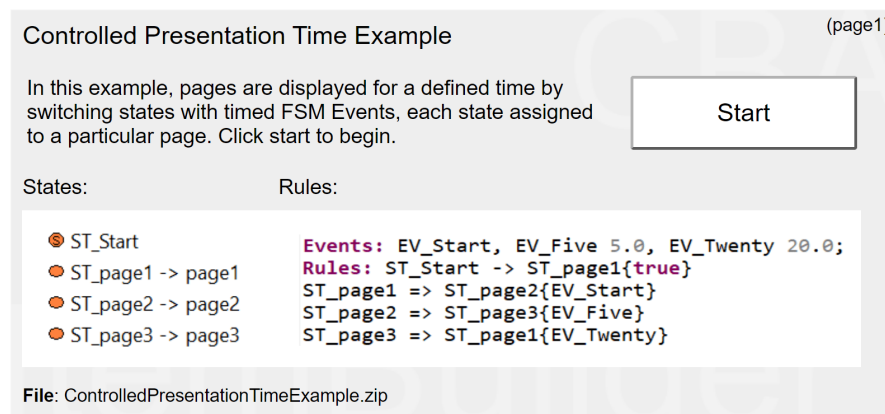 (page1)
Controlled Presentation Time Example
In this example, pages are displayed for a defined time by
switching states with timed FSM Events, each state assigned
to a particular page. Click start to begin.
Start
States:
Rules:
S ST_Start
ST_page1 -> page1
ST_page2 -> page2
ST_page3 -> page3
Events: EV_Start, EV_Five 5.0, EV_Twenty 20.0;
Rules: ST_Start -> ST_page1{true}
ST_page1 => ST_page2{EV_Start}
ST_page2 => ST_page3{EV_Five}
ST_page3 => ST_page1{EV_Twenty}
File: ControlledPresentationTimeExample.zip